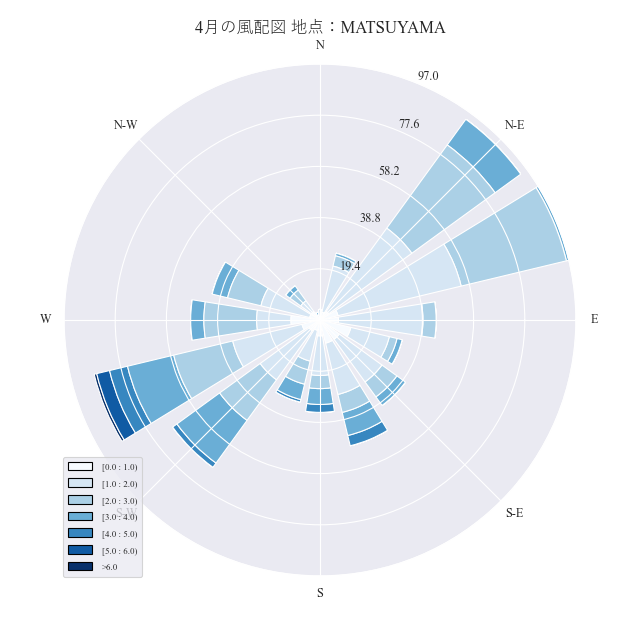 4月の風配図 地点：MATSUYAMA
N
97.0
N-W
77.6
N-E
58.2
38.8
19.4
W
E
[0.0 : 1.0)
[1.0 : 2.0)
[2.0 : 3.0)
S-W
S-E
[3.0 : 4.0)
[4.0 : 5.0)
[5.0 : 6.0)
>6.0
S